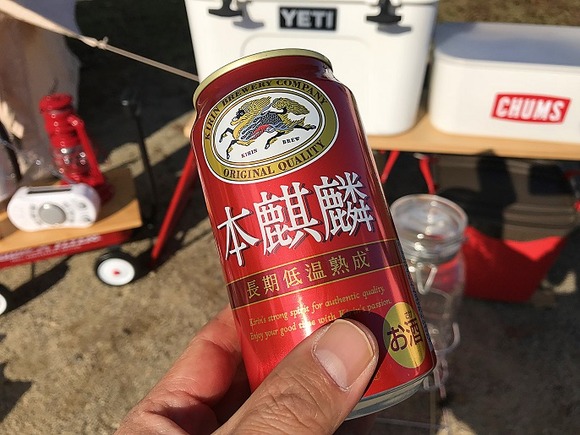 YETI
CHUMS
KIRIN BREWERY COMPANY
KIRIN BREW
ORIGINAL QUALITY
本麒麟
長期低温熟成
Kirin's strong spirit for authentic quality.
Enjoy your good time with Kirin's
お酒